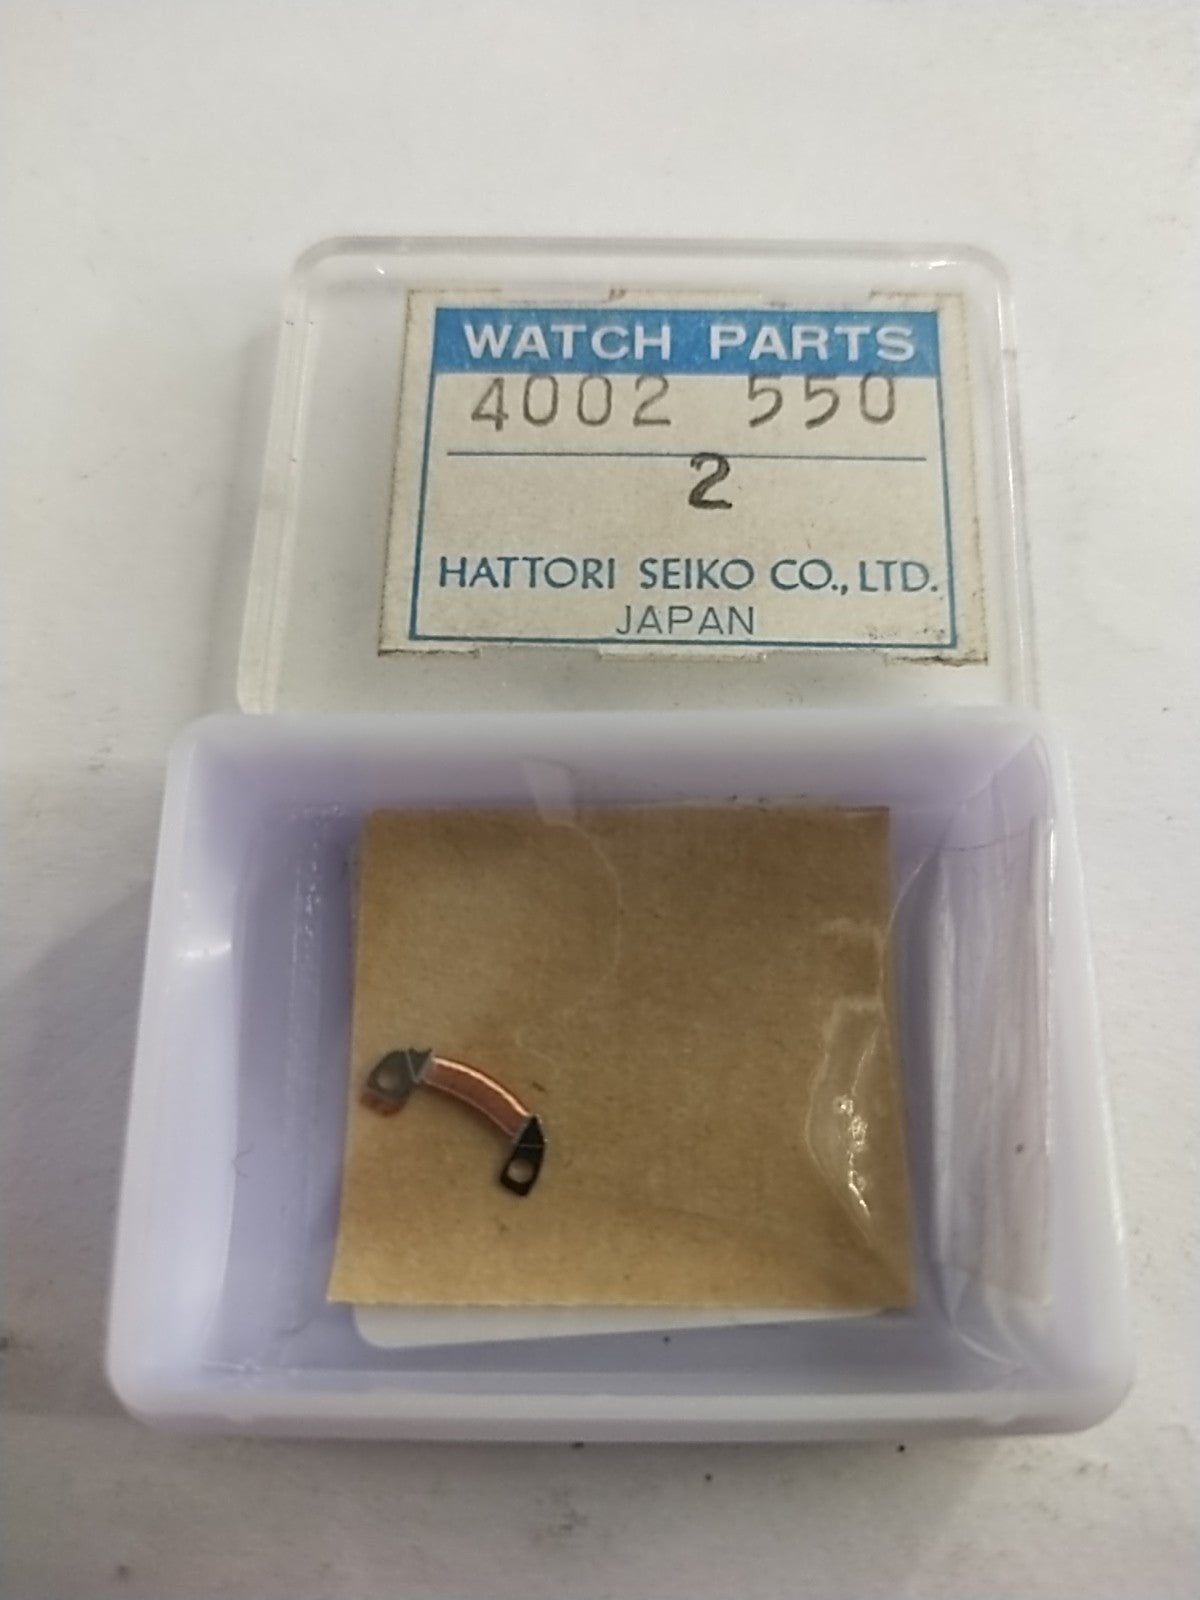 WATCH PARTS
4002 550
2
HATTORI SEIKO CO., LTD.
JAPAN